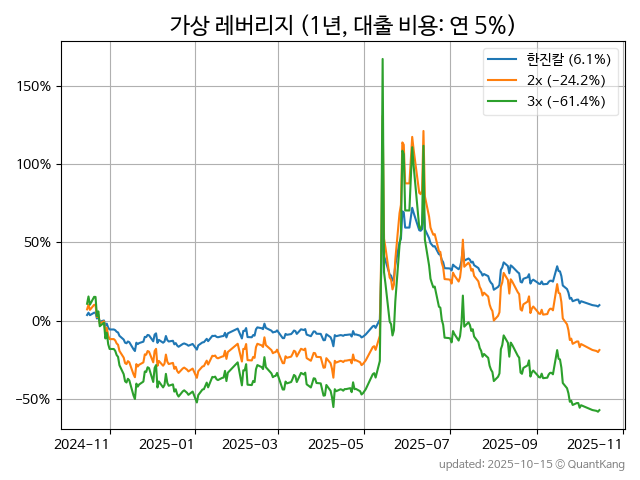 가상 레버리지 (1년, 대출 비용: 연 5%)
한진칼 (6.1%)
2x (−24.2%)
3x (−61.4%)
150%
100%
50%
0%
−50%
2024−11 2025−01 2025−03 2025−05 2025−07 2025−09 2025−11
updated: 2025-10-15 © QuantKang